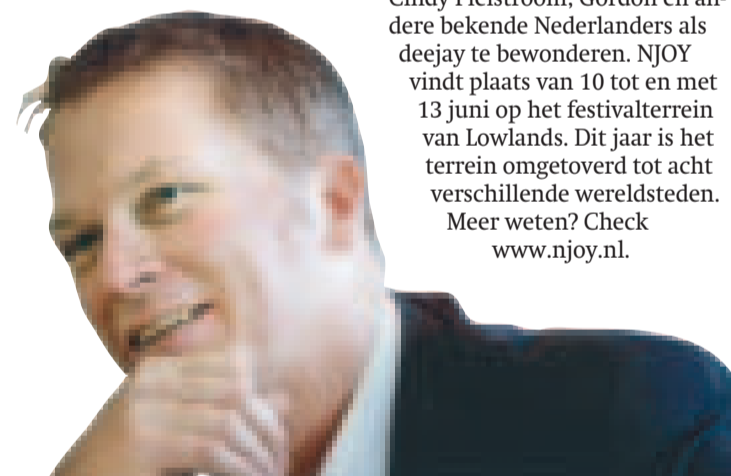 dere bekende Nederlanders als
deejay te bewonderen. NJOY
vindt plaats van 10 tot en met
13 juni op het festivalterrein
van Lowlands. Dit jaar is het
terrein omgetoverd tot acht
verschillende wereldsteden.
Meer weten? Check
www.njoy.nl.